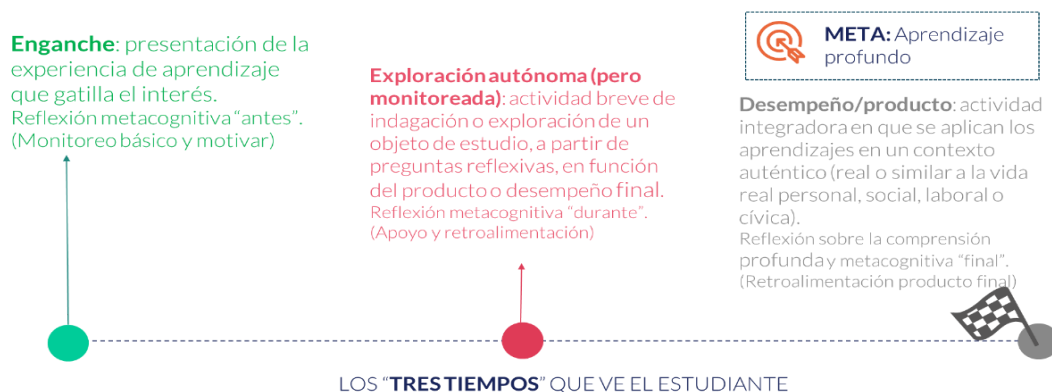 Enganche: presentación de la
experiencia de aprendizaje
que gatilla el interés.
Reflexión metacognitiva “antes”.
(Monitoreo básico y motivar)
Exploración autónoma (pero
monitoreada): actividad breve de
indagación o exploración de un
objeto de estudio, a partir de
preguntas reflexivas, en función
del producto o desempeño final.
Reflexión metacognitiva “durante”.
(Apoyo y retroalimentación)
META: Aprendizaje
profundo
Desempeño/producto: actividad
integradora en que se aplican los
aprendizajes en un contexto
auténtico (real o similar a la vida
real personal, social, laboral o
cívica).
Reflexión sobre la comprensión
profunda y metacognitiva “final”.
(Retroalimentación producto final)
LOS “TRES TIEMPOS” QUE VE EL ESTUDIANTE